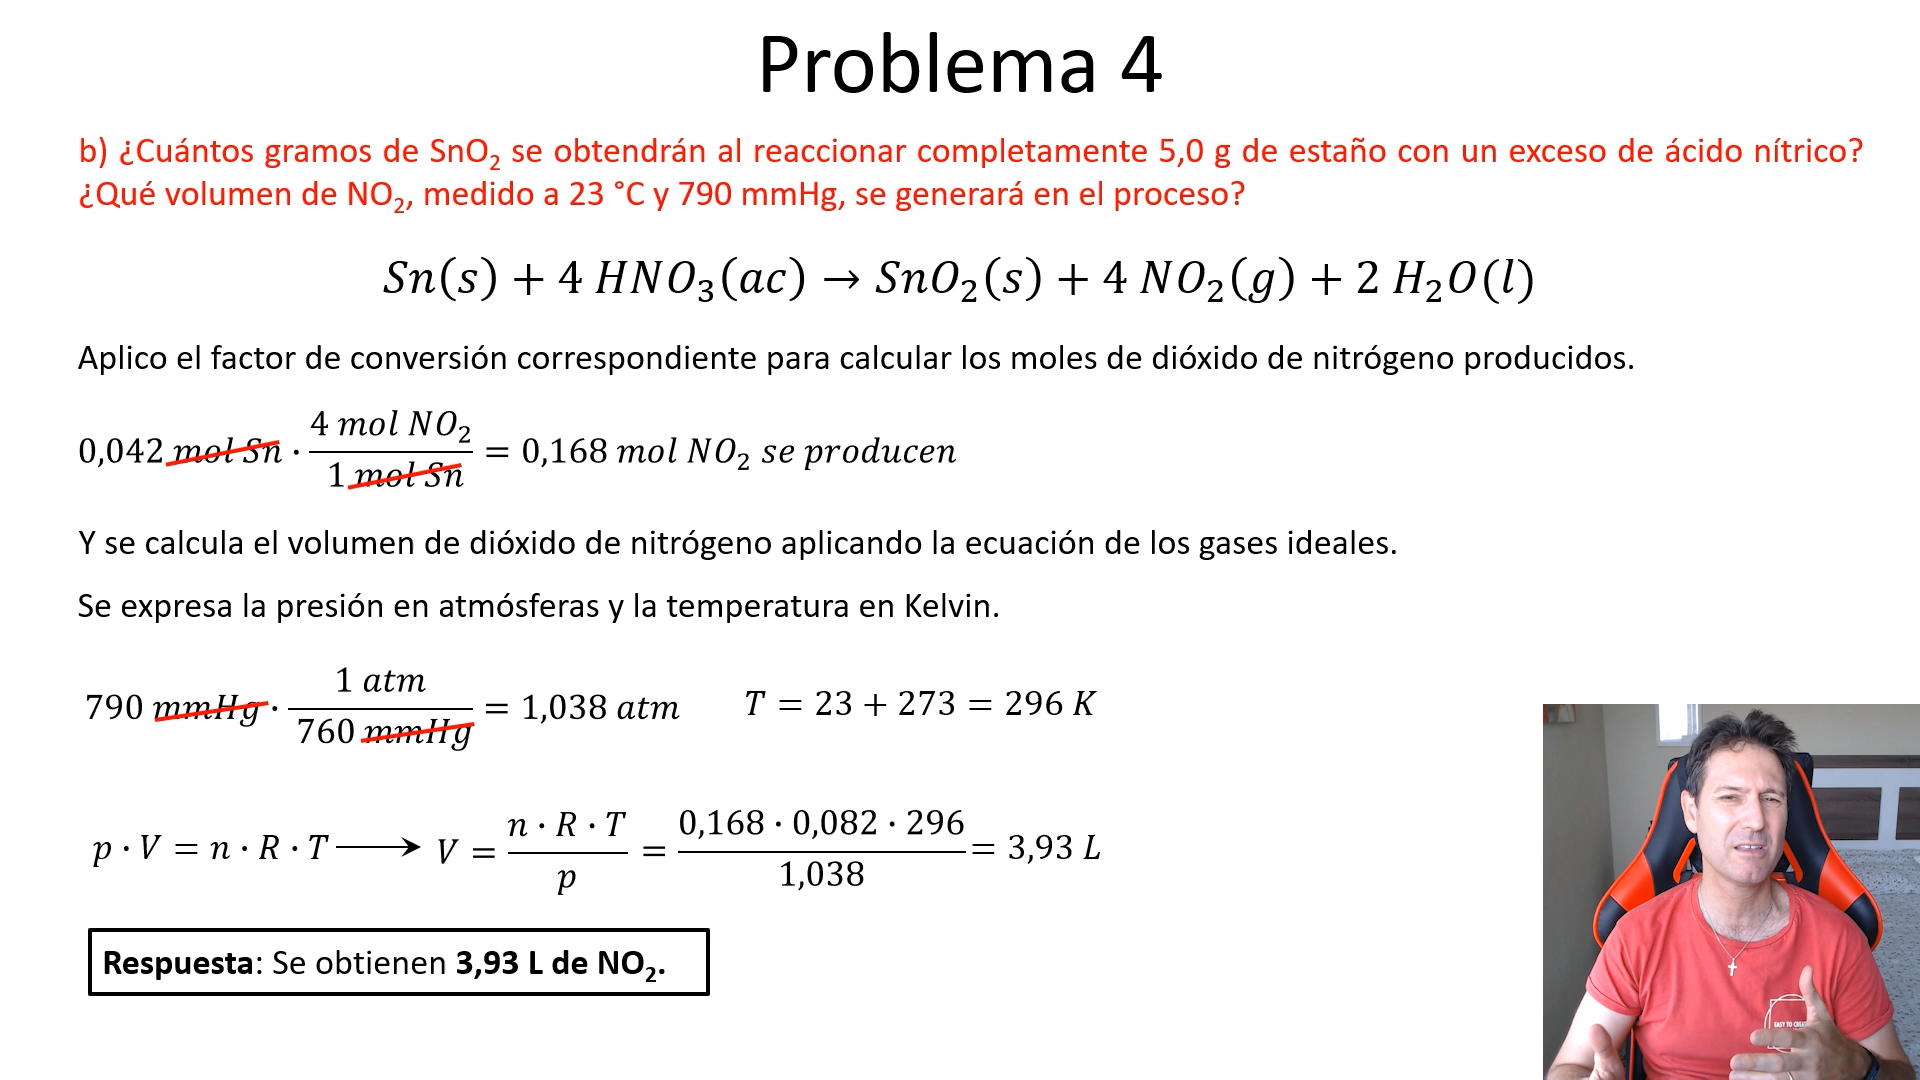 Problema 4
b) ¿Cuántos gramos de SnO₂ se obtendrán al reaccionar completamente 5,0 g de estaño con un exceso de ácido nítrico?
¿Qué volumen de NO₂, medido a 23 °C y 790 mmHg, se generará en el proceso?
Sn(s) + 4 HNO₃(ac) → SnO₂(s) + 4 NO₂(g) + 2 H₂O(l)
Aplico el factor de conversión correspondiente para calcular los moles de dióxido de nitrógeno producidos.
0,042 mol Sn · 4 mol NO₂ / 1 mol Sn = 0,168 mol NO₂ se producen
Y se calcula el volumen de dióxido de nitrógeno aplicando la ecuación de los gases ideales.
Se expresa la presión en atmósferas y la temperatura en Kelvin.
790 mmHg · 1 atm / 760 mmHg = 1,038 atm T = 23 + 273 = 296 K
p · V = n · R · T ⟶ V = n · R · T / p = 0,168 · 0,082 · 296 / 1,038 = 3,93 L
Respuesta: Se obtienen 3,93 L de NO₂.